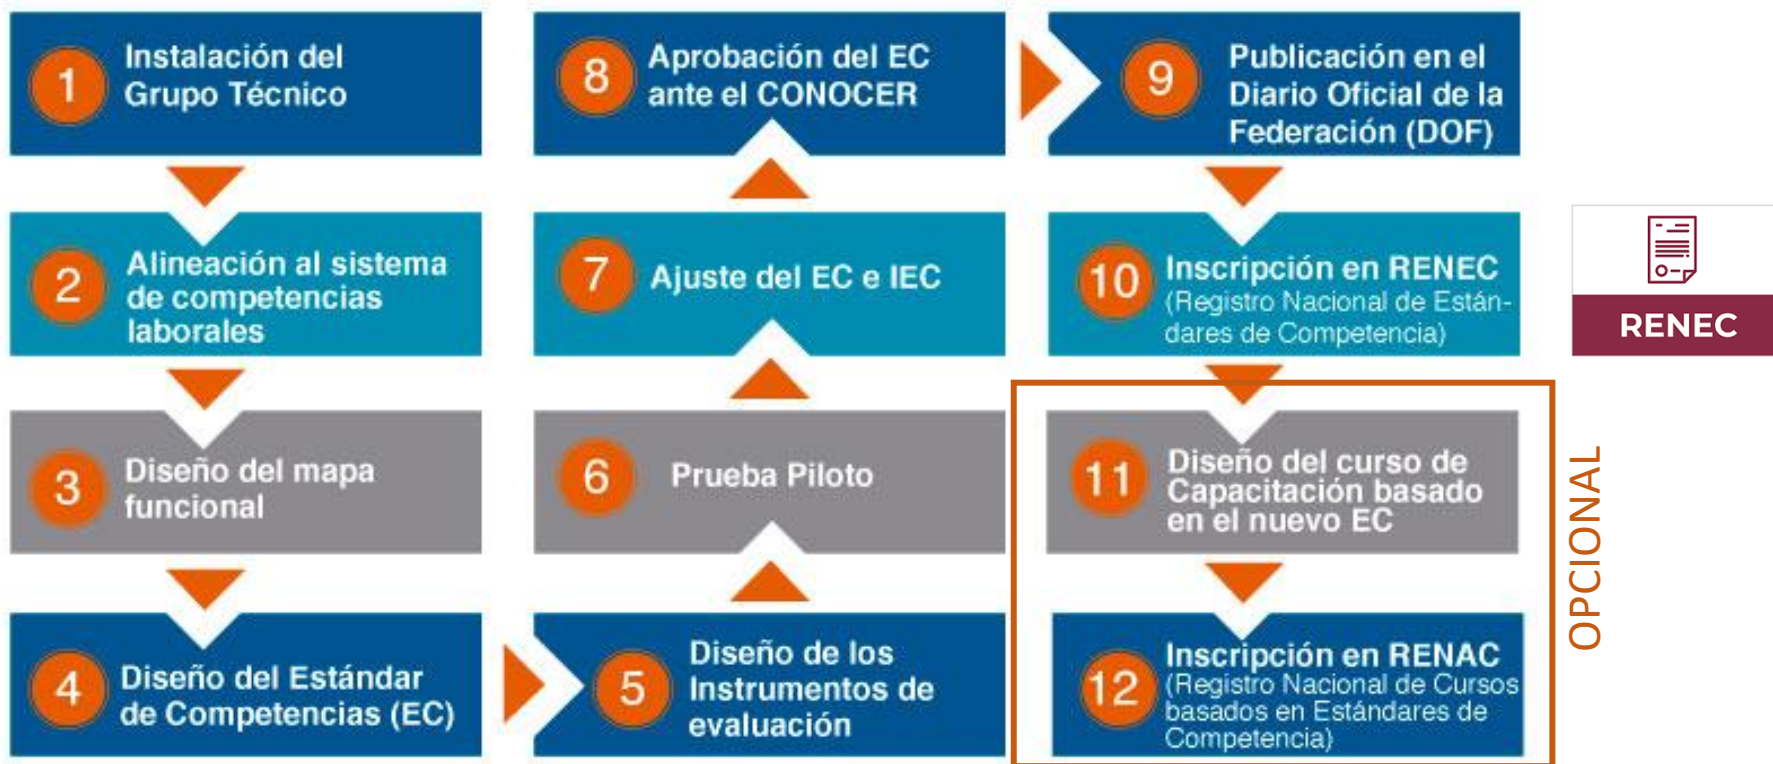 1
Instalación del
Grupo Técnico
2
Alineación al sistema
de competencias
laborales
3
Diseño del mapa
funcional
4
Diseño del Estándar
de Competencias (EC)
5
Diseño de los
Instrumentos de
evaluación
6
Prueba Piloto
7
Ajuste del EC e IEC
8
Aprobación del EC
ante el CONOCER
9
Publicación en el
Diario Oficial de la
Federación (DOF)
10
Inscripción en RENEC
(Registro Nacional de Están-
dares de Competencia)
RENEC
11
Diseño del curso de
Capacitación basado
en el nuevo EC
12
Inscripción en RENAC
(Registro Nacional de Cursos
basados en Estándares de
Competencia)
OPCIONAL